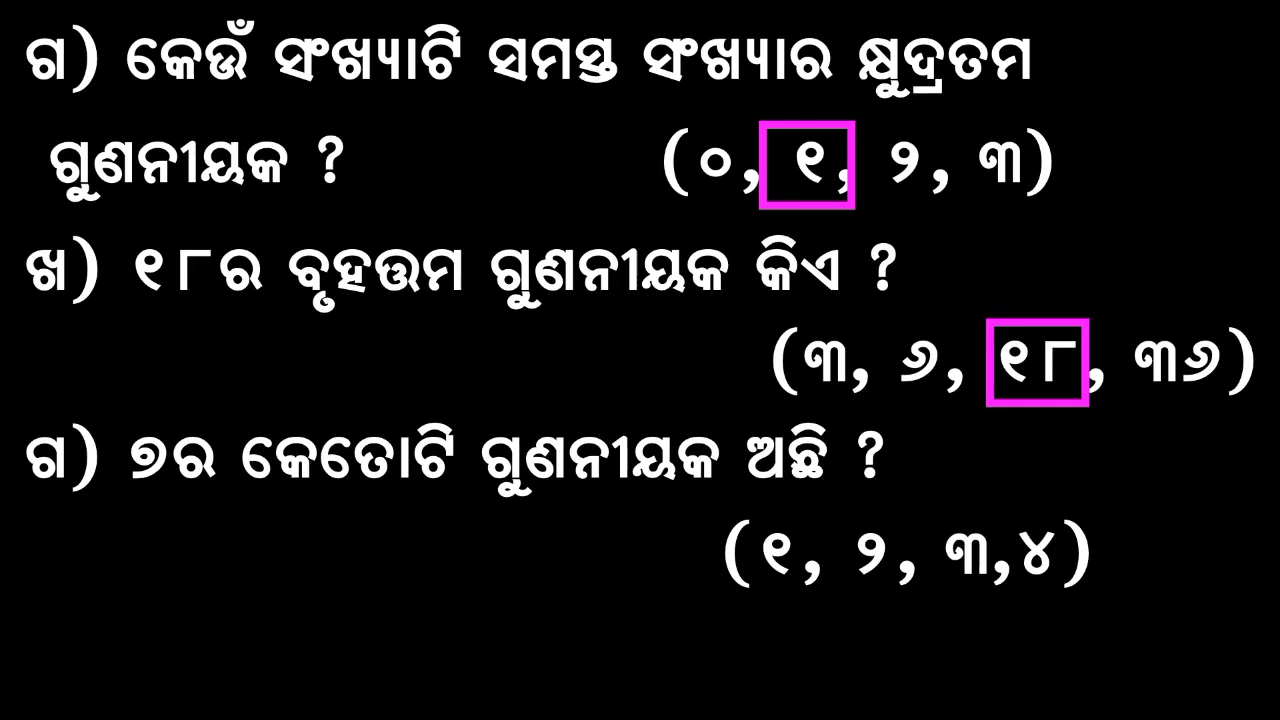 ଗ) କେଉଁ ସଂଖ୍ୟାଟି ସମସ୍ତ ସଂଖ୍ୟାର କ୍ଷୁଦ୍ରତମ
ଗୁଣନୀୟକ ? (୦, ୧, ୨, ୩)
ଖ) ୧୮ର ବୃହତ୍ତମ ଗୁଣନୀୟକ କିଏ ?
(୩, ୬, ୧୮, ୩୬)
ଗ) ୭ର କେତୋଟି ଗୁଣନୀୟକ ଅଛି ?
(୧, ୨, ୩,୪)